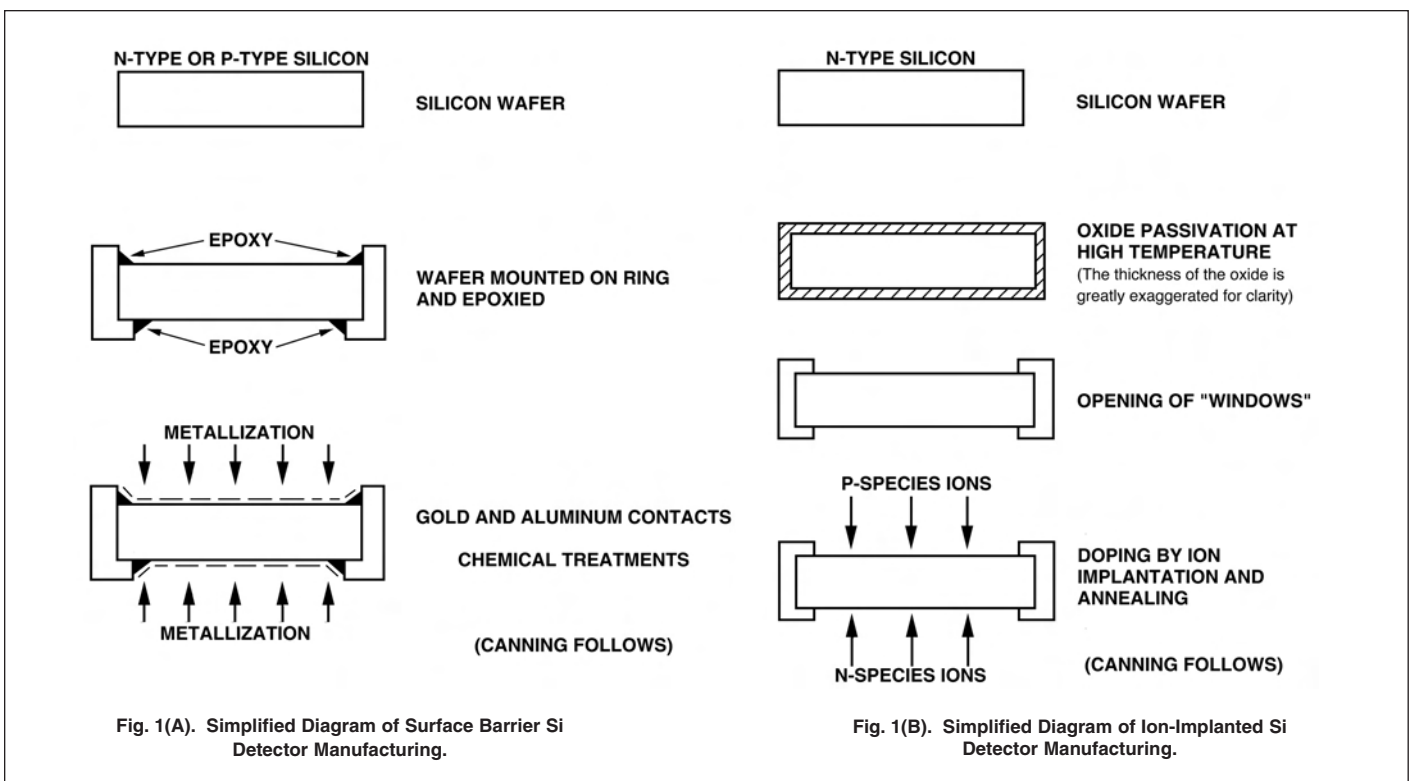 N-TYPE OR P-TYPE SILICON
SILICON WAFER
EPOXY
WAFER MOUNTED ON RING
AND EPOXIED
EPOXY
METALLIZATION
GOLD AND ALUMINUM CONTACTS
CHEMICAL TREATMENTS
METALLIZATION
(CANNING FOLLOWS)
Fig. 1(A). Simplified Diagram of Surface Barrier Si
Detector Manufacturing.
N-TYPE SILICON
SILICON WAFER
OXIDE PASSIVATION AT
HIGH TEMPERATURE
(The thickness of the oxide is
greatly exaggerated for clarity)
OPENING OF "WINDOWS"
P-SPECIES IONS
DOPING BY ION
IMPLANTATION AND
ANNEALING
N-SPECIES IONS
(CANNING FOLLOWS)
Fig. 1(B). Simplified Diagram of Ion-Implanted Si
Detector Manufacturing.